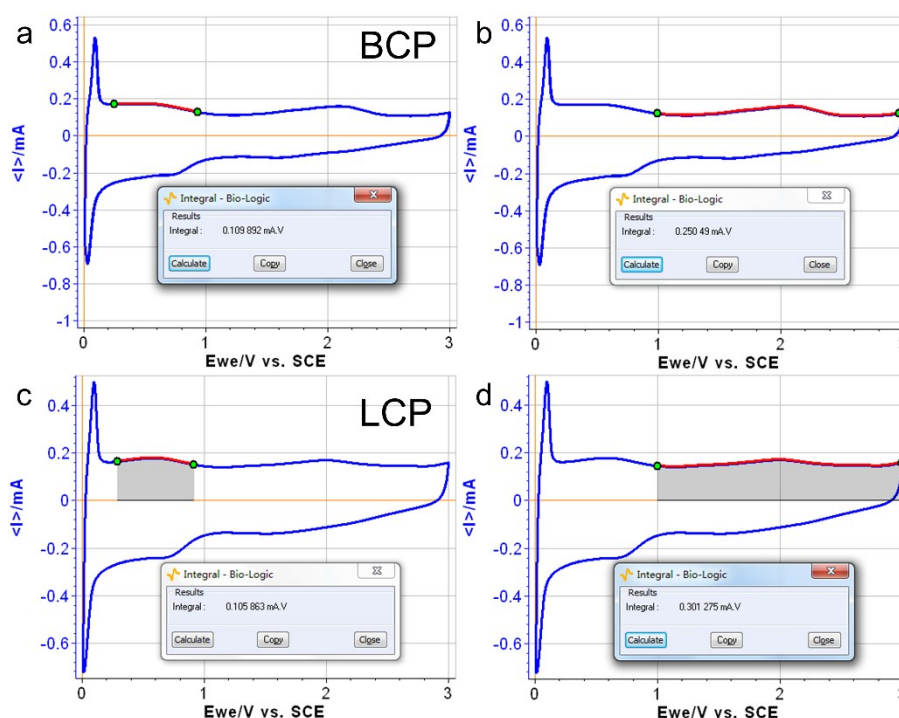 a
BCP
0.6
0.4
0.2
0
-0.2
-0.4
-0.6
-0.8
-1
<I>/mA
Integral - Bio-Logic
Results
Integral : 0.109 892 mA.V
Calculate Copy Close
0 1 2 3
Ewe/V vs. SCE
b
0.6
0.4
0.2
0
-0.2
-0.4
-0.6
-0.8
-1
<I>/mA
Integral - Bio-Logic
Results
Integral : 0.250 49 mA.V
Calculate Copy Close
0 1 2 3
Ewe/V vs. SCE
c
LCP
0.4
0.2
0
-0.2
-0.4
-0.6
<I>/mA
Integral - Bio-Logic
Results
Integral : 0.105 863 mA.V
Calculate Copy Close
0 1 2 3
Ewe/V vs. SCE
d
0.4
0.2
0
-0.2
-0.4
-0.6
<I>/mA
Integral - Bio-Logic
Results
Integral : 0.301 275 mA.V
Calculate Copy Close
0 1 2 3
Ewe/V vs. SCE